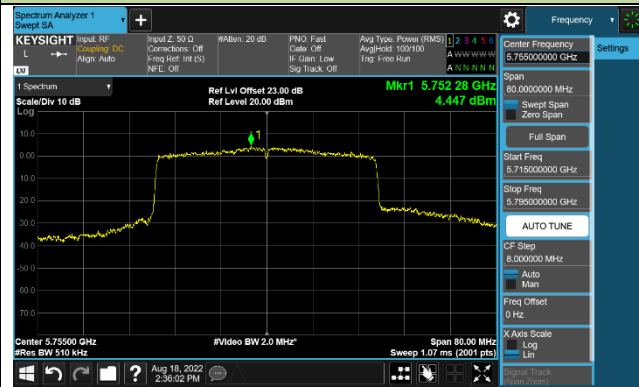 Spectrum Analyzer 1
Swept SA
Frequency
KEYSIGHT
L
LXI
Input: RF
Coupling: DC
Align: Auto
Input Z: 50 Ω
Corrections: Off
Freq Ref: Int (S)
NFE: Off
#Atten: 20 dB
PNO: Fast
Gate: Off
IF Gain: Low
Sig Track: Off
Avg Type: Power (RMS)
Avg|Hold: 100/100
Trig: Free Run
1 2 3 4 5 6
A W W W W W
A N N N N N
1 Spectrum
Scale/Div 10 dB
Log
Ref Lvl Offset 23.00 dB
Ref Level 20.00 dBm
Mkr1 5.752 28 GHz
4.447 dBm
1
10.0
0.00
-10.0
-20.0
-30.0
-40.0
-50.0
-60.0
-70.0
Center 5.75500 GHz
#Res BW 510 kHz
#Video BW 2.0 MHz*
Span 80.00 MHz
Sweep 1.07 ms (2001 pts)
Aug 18, 2022
2:36:02 PM
Center Frequency
5.755000000 GHz
Span
80.0000000 MHz
Swept Span
Zero Span
Full Span
Start Freq
5.715000000 GHz
Stop Freq
5.795000000 GHz
AUTO TUNE
CF Step
8.000000 MHz
Auto
Man
Freq Offset
0 Hz
X Axis Scale
Log
Lin
Signal Track
(Span Zoom)
Settings